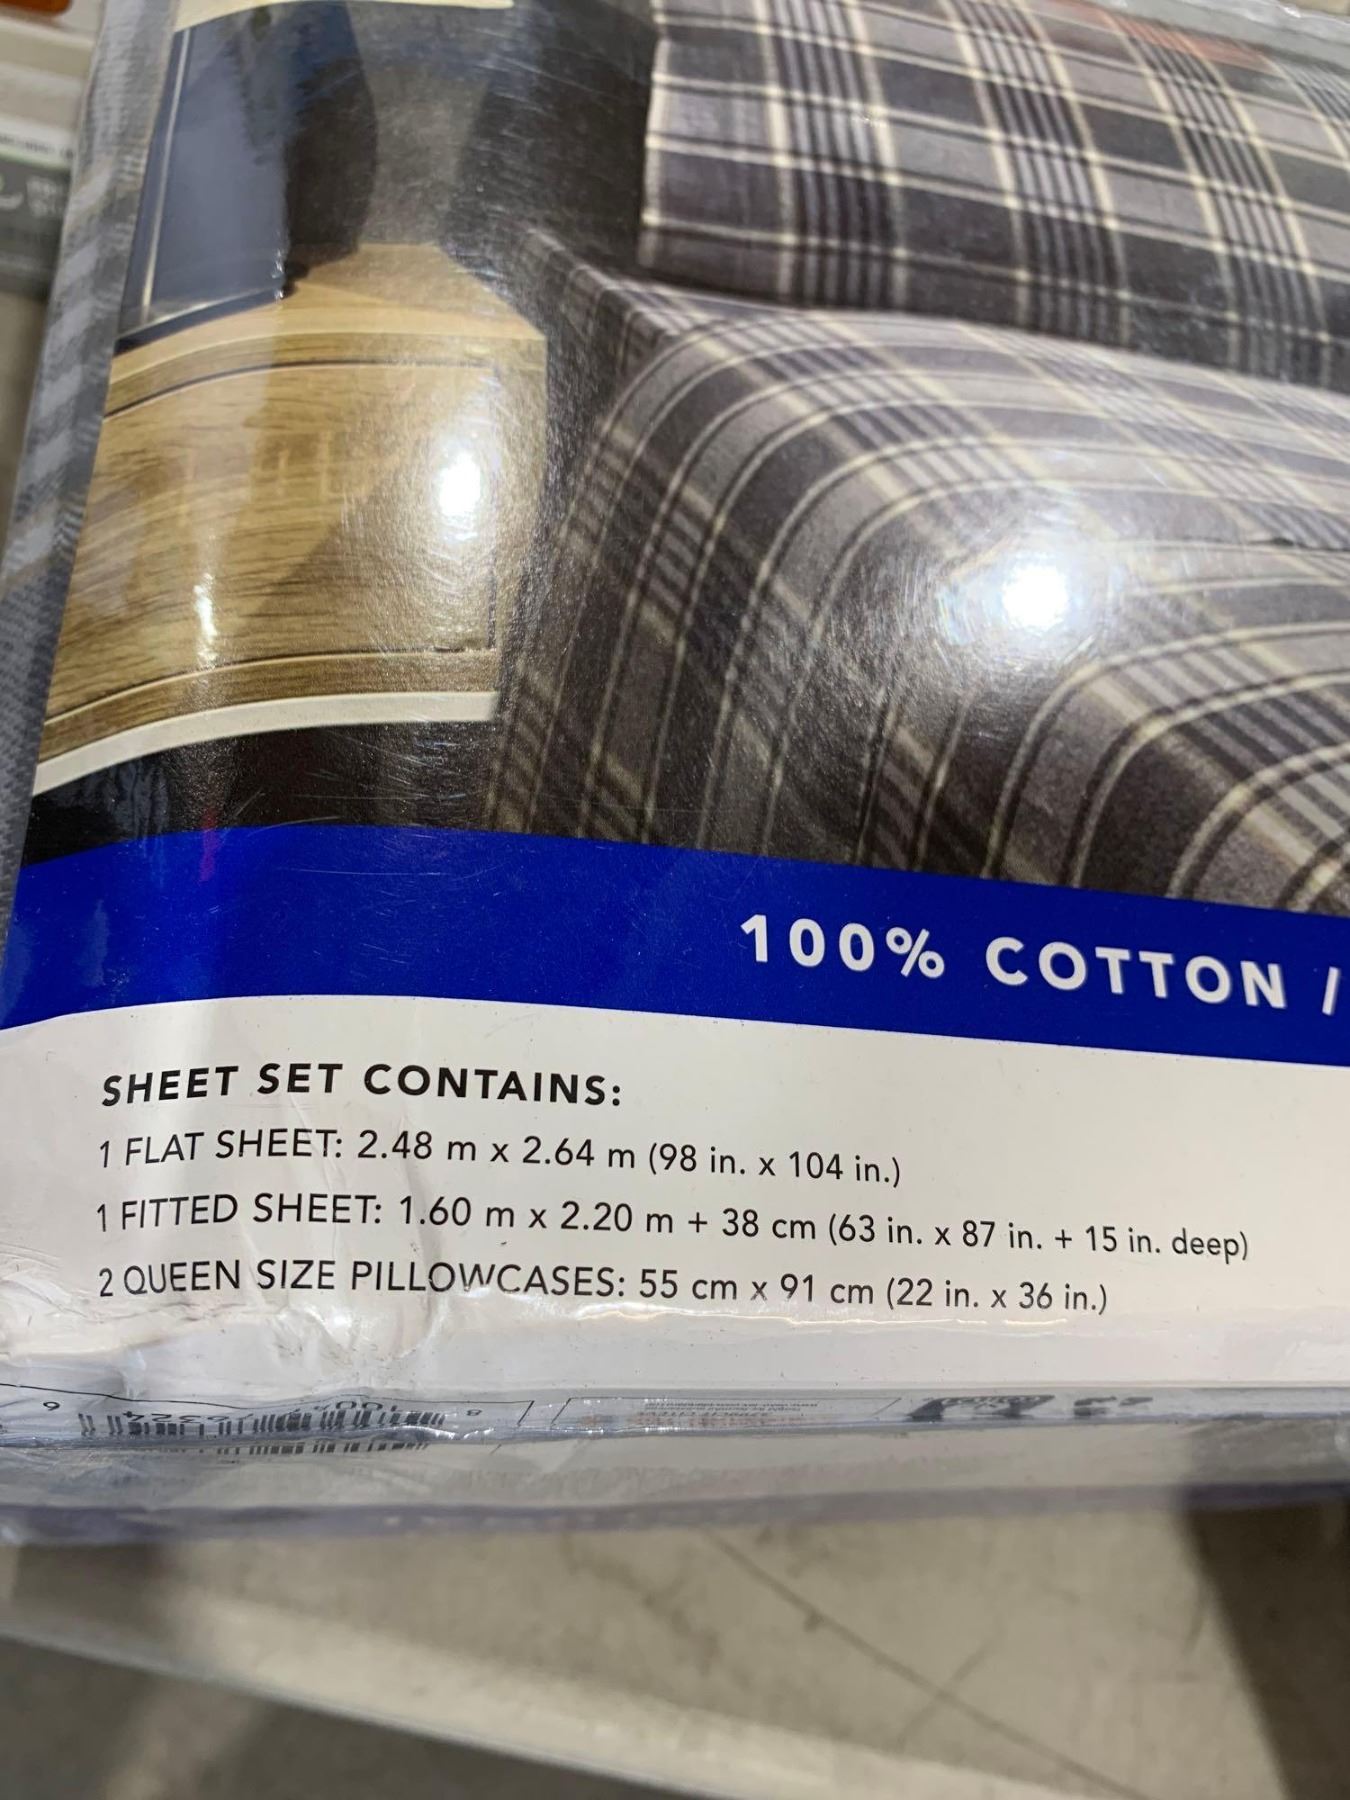 100% COTTON /
SHEET SET CONTAINS:
1 FLAT SHEET: 2.48 m x 2.64 m (98 in. x 104 in.)
1 FITTED SHEET: 1.60 m x 2.20 m + 38 cm (63 in. x 87 in. + 15 in. deep)
2 QUEEN SIZE PILLOWCASES: 55 cm x 91 cm (22 in. x 36 in.)